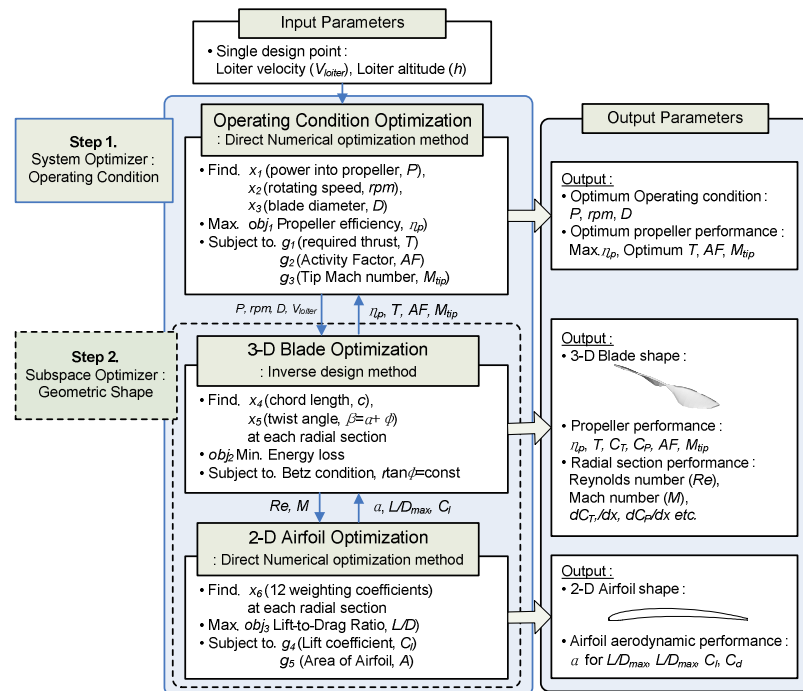 Input Parameters
• Single design point :
Loiter velocity (V_loiter), Loiter altitude (h)
Step 1.
System Optimizer :
Operating Condition
Operating Condition Optimization
: Direct Numerical optimization method
• Find. x1 (power into propeller, P),
x2 (rotating speed, rpm),
x3 (blade diameter, D)
• Max. obj1 Propeller efficiency, ηp)
• Subject to. g1 (required thrust, T)
g2 (Activity Factor, AF)
g3 (Tip Mach number, Mtip)
P, rpm, D, Vloiter
ηp, T, AF, Mtip
Step 2.
Subspace Optimizer :
Geometric Shape
3-D Blade Optimization
: Inverse design method
• Find. x4 (chord length, c),
x5 (twist angle, β=α+ φ)
at each radial section
• obj2 Min. Energy loss
• Subject to. Betz condition, rtanφ=const
Re, M
α, L/Dmax, Cl
2-D Airfoil Optimization
: Direct Numerical optimization method
• Find. x6 (12 weighting coefficients)
at each radial section
• Max. obj3 Lift-to-Drag Ratio, L/D)
• Subject to. g4 (Lift coefficient, Cl)
g5 (Area of Airfoil, A)
Output Parameters
Output :
• Optimum Operating condition :
P, rpm, D
• Optimum propeller performance :
Max.ηp, Optimum T, AF, Mtip
Output :
• 3-D Blade shape :
• Propeller performance :
ηp, T, CT, CP, AF, Mtip
• Radial section performance :
Reynolds number (Re),
Mach number (M),
dCT,/dx, dCP/dx etc.
Output :
• 2-D Airfoil shape :
• Airfoil aerodynamic performance :
α for L/Dmax, L/Dmax, Cl, Cd